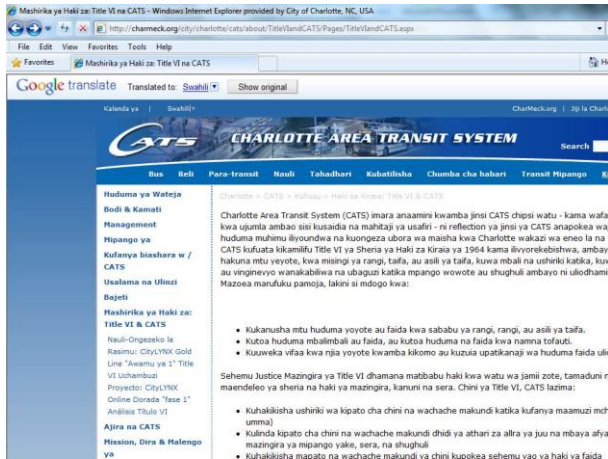 Mashirika ya Haki za: Title VI na CATS - Windows Internet Explorer provided by City of Charlotte, NC, USA
http://charmeck.org/city/charlotte/cats/about/TitleVIandCATS/Pages/TitleVIandCATS.aspx
File Edit View Favorites Tools Help
Favorites Mashirika ya Haki za: Title VI na CATS
Google translate Translated to: Swahili Show original
Kalenda ya | Swahili CharMeck.org | Jiji la Charl
CATS CHARLOTTE AREA TRANSIT SYSTEM
Search
Bus Reli Para-transit Nauli Tahadhari Kubatilisha Chumba cha habari Transit Mipango
Huduma ya Wateja
Bodi & Kamati
Management
Mipango ya
Kufanya biashara w /
CATS
Usalama na Ulinzi
Bajeti
Mashirika ya Haki za:
Title VI & CATS
Nauli-Ongezeko la
Rasimu: CityLYNX Gold
Line "Awamu ya 1" Title
VI Uchambuzi
Proyecto: CityLYNX
Online Dorada "fase 1"
Análisis Título VI
Ajira na CATS
Mission, Dira & Malengo
ya
Charlotte > CATS > Kuhusu > Haki za Kiraia: Title VI & CATS
Charlotte Area Transit System (CATS) imara anaamini kwamba jinsi CATS chipsi watu - kama wafa
kwa ujumla ambao sisi kusaidia na mahitaji ya usafiri - ni reflection ya jinsi ya CATS anapokea wa
huduma muhimu iliyoundwa na kuongeza ubora wa maisha kwa Charlotte wakazi wa eneo la na
CATS kufuata kikamilifu Title VI ya Sheria ya Haki za Kiraia ya 1964 kama ilivyorekebishwa, ambay
hakuna mtu yeyote, kwa misingi ya rangi, taifa, au asili ya taifa, kuwa mbali na ushiriki katika, kuw
au vinginevyo wanakabiliwa na ubaguzi katika mpango wowote au shughuli ambayo ni uliodhami
Mazoea marufuku pamoja, lakini si mdogo kwa:
• Kukanusha mtu huduma yoyote au faida kwa sababu ya rangi, rangi, au asili ya taifa.
• Kutoa huduma mbalimbali au faida, au kutoa huduma na faida kwa namna tofauti.
• Kuuweka vifaa kwa njia yoyote kwamba kikomo au kuzuia upatikanaji wa huduma faida uli
Sehemu Justice Mazingira ya Title VI dhamana matibabu haki kwa watu wa jamii zote, tamaduni n
maendeleo ya sheria na haki ya mazingira, kanuni na sera. Chini ya Title VI, CATS lazima:
• Kuhakikisha ushiriki wa kipato cha chini na wachache makundi katika kufanya maamuzi mch
umma)
• Kulinda kipato cha chini na wachache makundi dhidi ya athari za allra ya juu na mbaya afya
mazingira ya mipango yake, sera, na shughuli
• Kuhakikisha mapato na wachache makundi ya chini kupokea sehemu yao ya haki ya faida